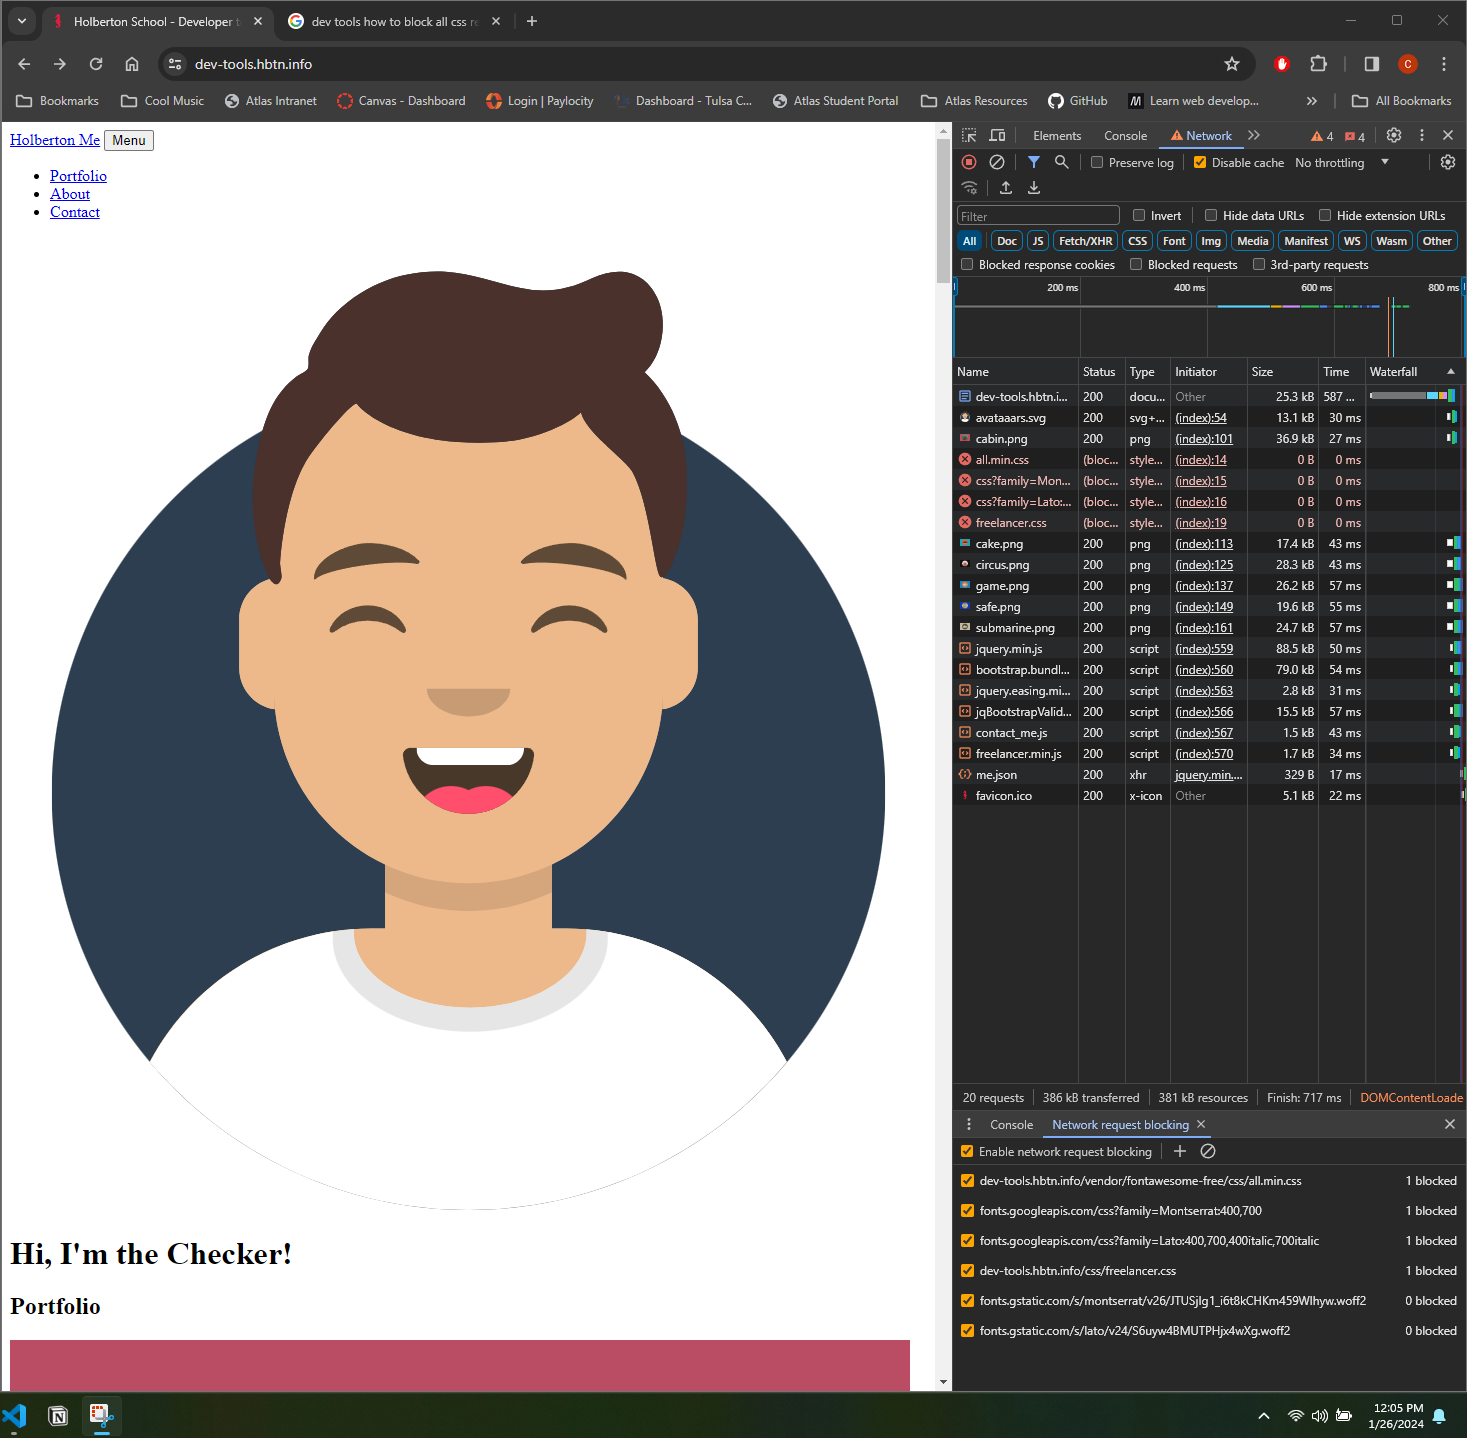 Holberton School - Developer t
dev tools how to block all css re
dev-tools.hbtn.info
C
Bookmarks
Cool Music
Atlas Intranet
Canvas - Dashboard
Login | Paylocity
Dashboard - Tulsa C...
Atlas Student Portal
Atlas Resources
GitHub
Learn web develop...
All Bookmarks
Holberton Me Menu
Portfolio
About
Contact
Hi, I'm the Checker!
Portfolio
Elements Console Network 4 4
Preserve log Disable cache No throttling
Filter Invert Hide data URLs Hide extension URLs
All Doc JS Fetch/XHR CSS Font Img Media Manifest WS Wasm Other
Blocked response cookies Blocked requests 3rd-party requests
200 ms 400 ms 600 ms 800 ms
Name Status Type Initiator Size Time Waterfall
dev-tools.hbtn.i... 200 docu... Other 25.3 kB 587 ...
avataaars.svg 200 svg+... (index):54 13.1 kB 30 ms
cabin.png 200 png (index):101 36.9 kB 27 ms
all.min.css (bloc... style... (index):14 0 B 0 ms
css?family=Mon... (bloc... style... (index):15 0 B 0 ms
css?family=Lato:... (bloc... style... (index):16 0 B 0 ms
freelancer.css (bloc... style... (index):19 0 B 0 ms
cake.png 200 png (index):113 17.4 kB 43 ms
circus.png 200 png (index):125 28.3 kB 43 ms
game.png 200 png (index):137 26.2 kB 57 ms
safe.png 200 png (index):149 19.6 kB 55 ms
submarine.png 200 png (index):161 24.7 kB 57 ms
jquery.min.js 200 script (index):559 88.5 kB 50 ms
bootstrap.bundl... 200 script (index):560 79.0 kB 54 ms
jquery.easing.mi... 200 script (index):563 2.8 kB 31 ms
jqBootstrapValid... 200 script (index):566 15.5 kB 57 ms
contact_me.js 200 script (index):567 1.5 kB 43 ms
freelancer.min.js 200 script (index):570 1.7 kB 34 ms
me.json 200 xhr jquery.min.... 329 B 17 ms
favicon.ico 200 x-icon Other 5.1 kB 22 ms
20 requests 386 kB transferred 381 kB resources Finish: 717 ms DOMContentLoade
Console Network request blocking
Enable network request blocking
dev-tools.hbtn.info/vendor/fontawesome-free/css/all.min.css 1 blocked
fonts.googleapis.com/css?family=Montserrat:400,700 1 blocked
fonts.googleapis.com/css?family=Lato:400,700,400italic,700italic 1 blocked
dev-tools.hbtn.info/css/freelancer.css 1 blocked
fonts.gstatic.com/s/montserrat/v26/JTUSjIg1_i6t8kCHKm459Wlhyw.woff2 0 blocked
fonts.gstatic.com/s/lato/v24/S6uyw4BMUTPHjx4wXg.woff2 0 blocked
12:05 PM
1/26/2024